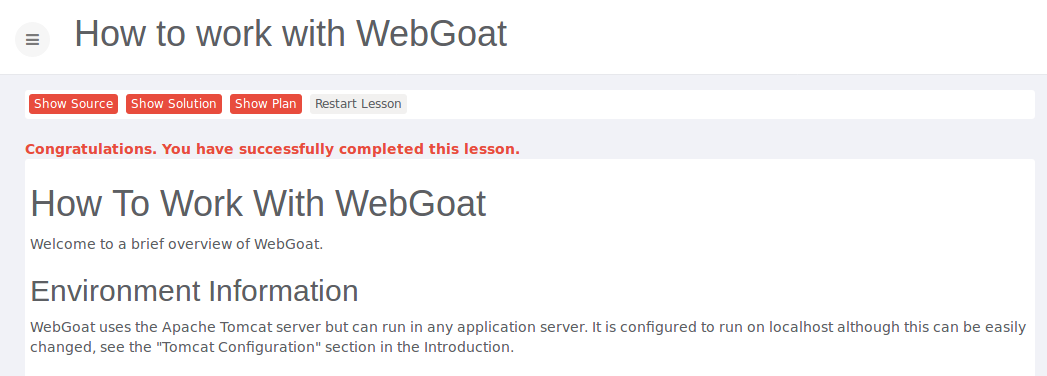 How to work with WebGoat
Show Source Show Solution Show Plan Restart Lesson
Congratulations. You have successfully completed this lesson.
How To Work With WebGoat
Welcome to a brief overview of WebGoat.
Environment Information
WebGoat uses the Apache Tomcat server but can run in any application server. It is configured to run on localhost although this can be easily
changed, see the "Tomcat Configuration" section in the Introduction.